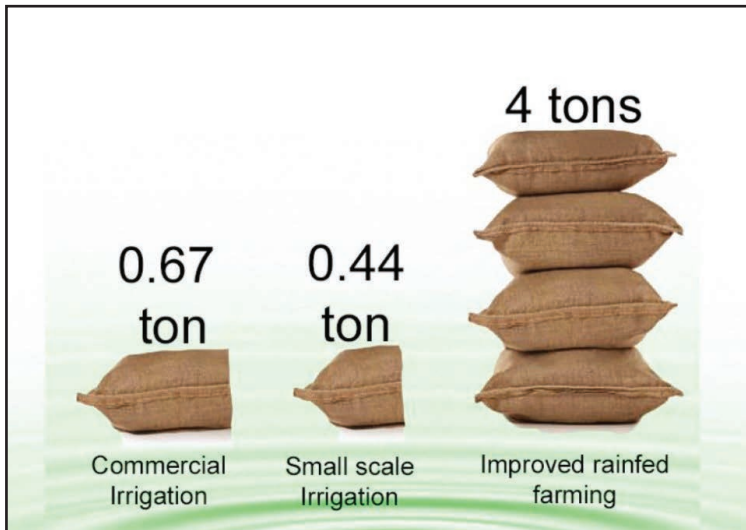 4 tons
0.67
ton
0.44
ton
Commercial
Irrigation
Small scale
Irrigation
Improved rainfed
farming